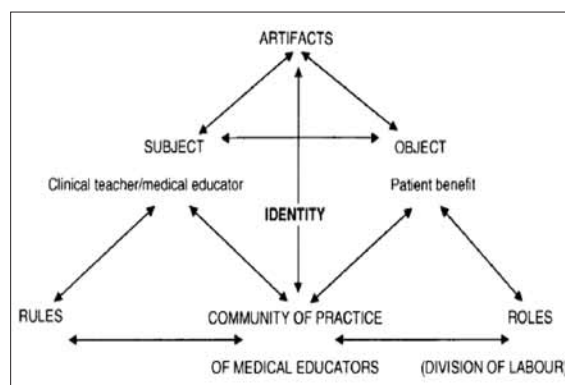 ARTIFACTS
SUBJECT OBJECT
Clinical teacher/medical educator Patient benefit
IDENTITY
RULES COMMUNITY OF PRACTICE ROLES
OF MEDICAL EDUCATORS (DIVISION OF LABOUR)